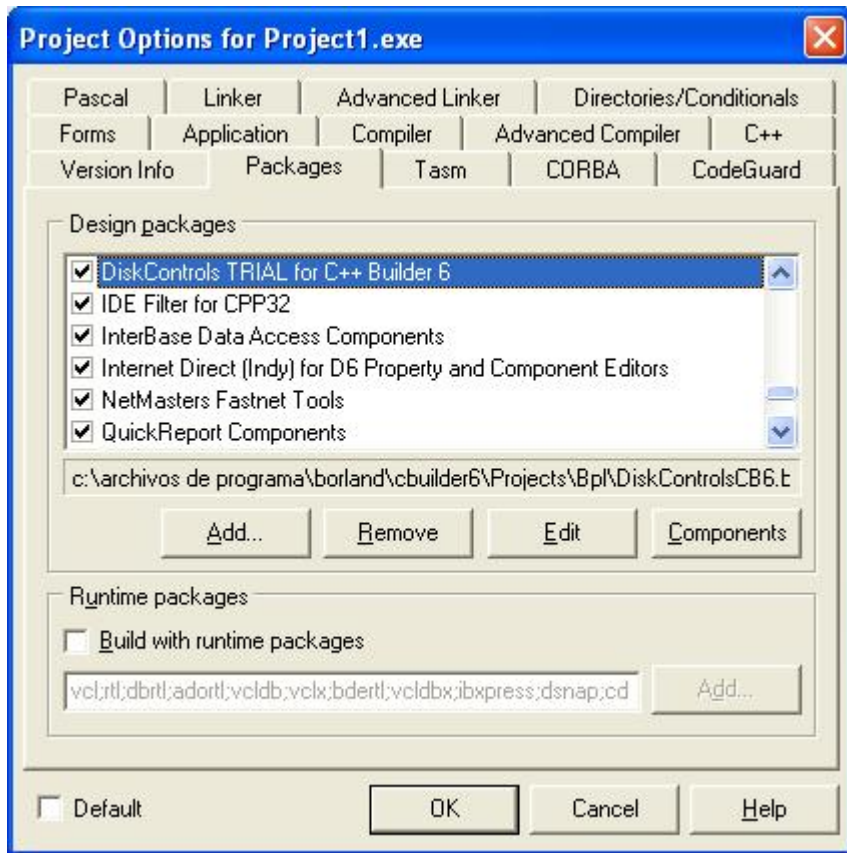 Project Options for Project1.exe
Pascal Linker Advanced Linker Directories/Conditionals
Forms Application Compiler Advanced Compiler C++
Version Info Packages Tasm CORBA CodeGuard
Design packages
DiskControls TRIAL for C++ Builder 6
IDE Filter for CPP32
InterBase Data Access Components
Internet Direct (Indy) for D6 Property and Component Editors
NetMasters Fastnet Tools
QuickReport Components
c:\archivos de programa\borland\cbuilder6\Projects\Bpl\DiskControlsCB6.b
Add... Remove Edit Components
Runtime packages
Build with runtime packages
vcl;rtl;dbrtl;adortl;vcldb;vclx;bdertl;vcldbx;ibxpress;dsnap;cd Add...
Default OK Cancel Help